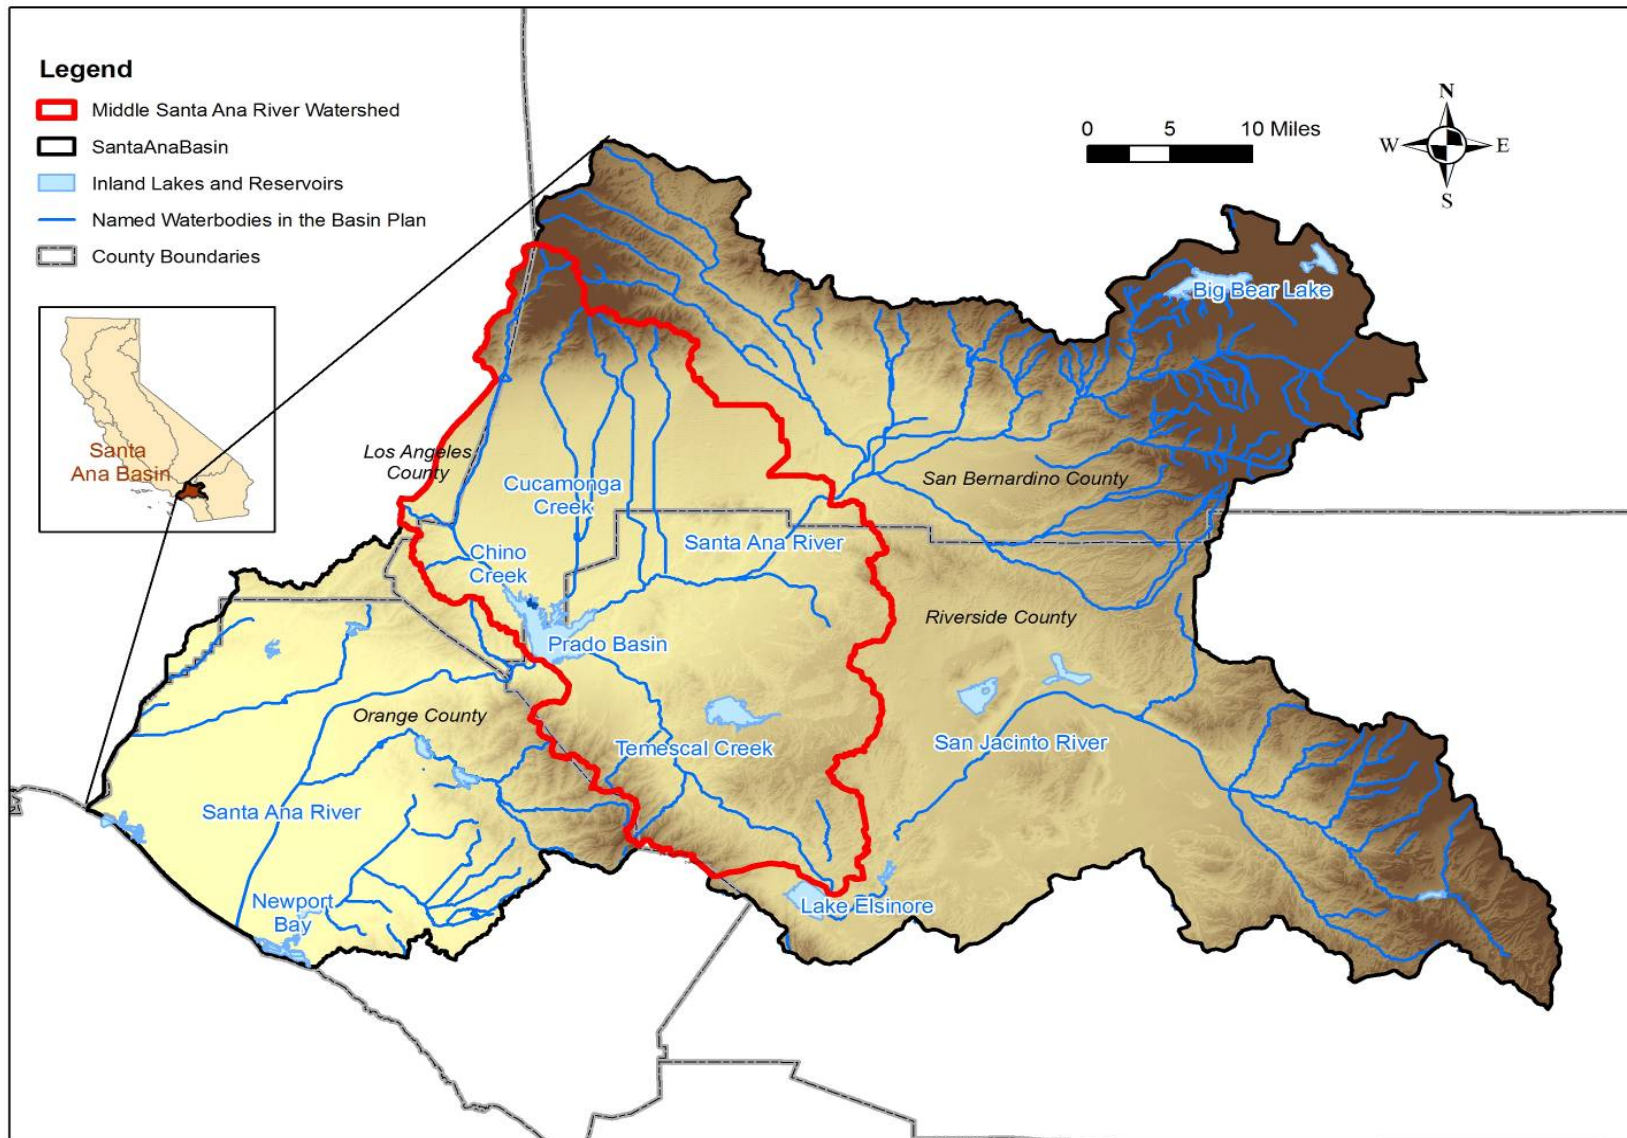 Legend
Middle Santa Ana River Watershed
SantaAnaBasin
Inland Lakes and Reservoirs
Named Waterbodies in the Basin Plan
County Boundaries
0 5 10 Miles
N
W E
S
Santa
Ana Basin
Big Bear Lake
Los Angeles
County
Cucamonga
Creek
San Bernardino County
Santa Ana River
Chino
Creek
Riverside County
Prado Basin
Orange County
Temescal Creek
San Jacinto River
Santa Ana River
Newport
Bay
Lake Elsinore